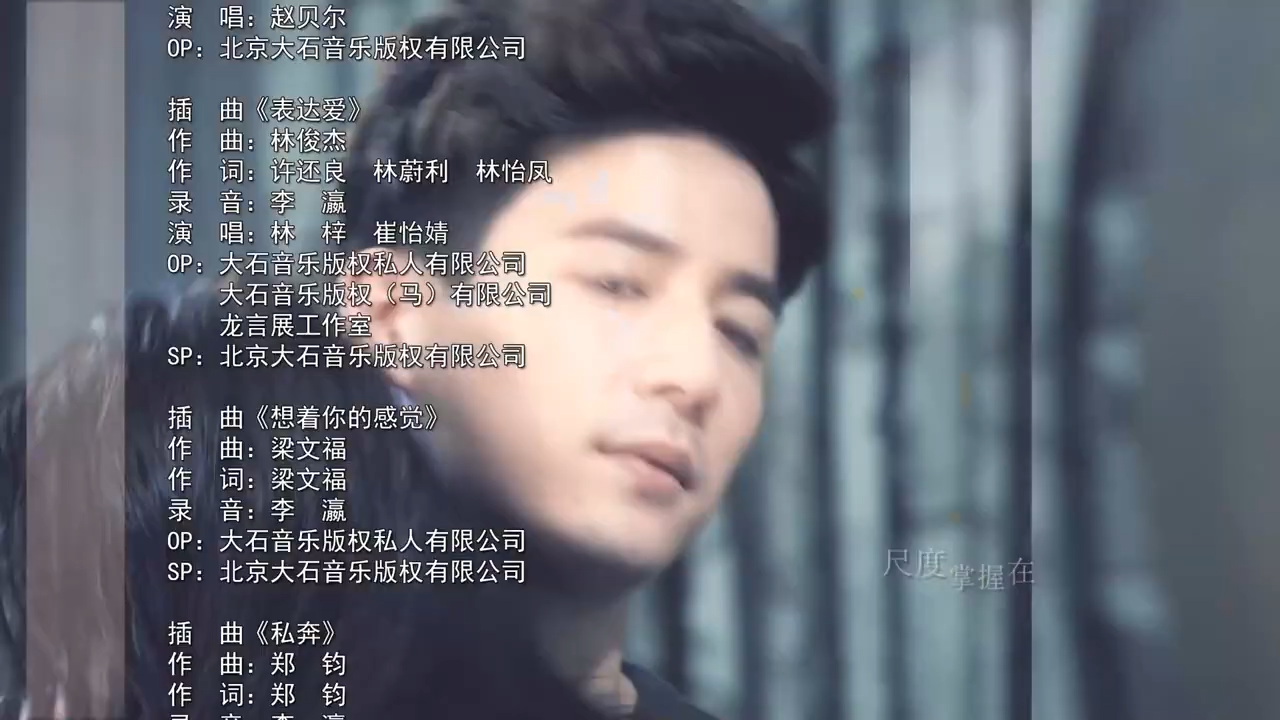 演　唱：赵贝尔
OP：北京大石音乐版权有限公司
插　曲《表达爱》
作　曲：林俊杰
作　词：许还良　林蔚利　林怡凤
录　音：李　瀛
演　唱：林　梓　崔怡婧
OP：大石音乐版权私人有限公司
大石音乐版权（马）有限公司
龙言展工作室
SP：北京大石音乐版权有限公司
插　曲《想着你的感觉》
作　曲：梁文福
作　词：梁文福
录　音：李　瀛
OP：大石音乐版权私人有限公司
SP：北京大石音乐版权有限公司
尺度掌握在
插　曲《私奔》
作　曲：郑　钧
作　词：郑　钧
录　音：李　瀛